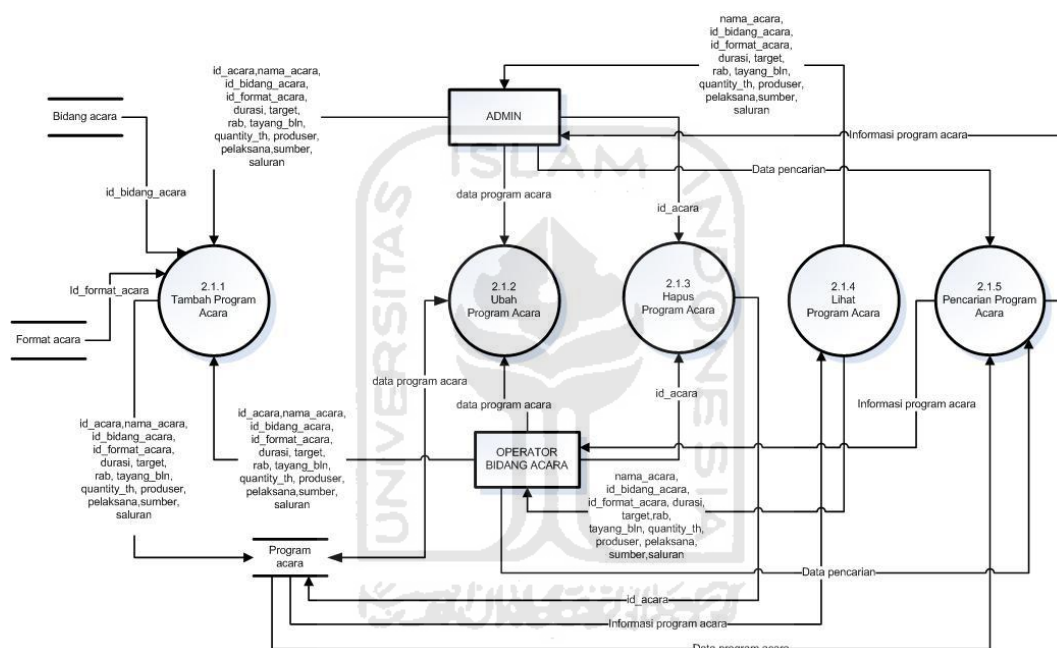 nama_acara,
id_bidang_acara,
id_format_acara,
durasi, target,
rab, tayang_bln,
quantity_th, produser,
pelaksana,sumber,
saluran
id_acara,nama_acara,
id_bidang_acara,
id_format_acara,
durasi, target,
rab, tayang_bln,
quantity_th, produser,
pelaksana,sumber,
saluran
Bidang acara
ADMIN
Informasi program acara
ISLAM
UNIVERSITAS
INDONESIA
Data pencarian
id_bidang_acara
data program acara
id_acara
2.1.1
Tambah Program
Acara
2.1.2
Ubah
Program Acara
2.1.3
Hapus
Program Acara
2.1.4
Lihat
Program Acara
2.1.5
Pencarian Program
Acara
Id_format_acara
Format acara
data program acara
id_acara
data program acara
Informasi program acara
id_acara,nama_acara,
id_bidang_acara,
id_format_acara,
durasi, target,
rab, tayang_bln,
quantity_th, produser,
pelaksana,sumber,
saluran
id_acara,nama_acara,
id_bidang_acara,
id_format_acara,
durasi, target,
rab, tayang_bln,
quantity_th, produser,
pelaksana,sumber,
saluran
OPERATOR
BIDANG ACARA
nama_acara,
id_bidang_acara,
id_format_acara, durasi,
target,rab,
tayang_bln, quantity_th,
produser, pelaksana,
sumber,saluran
Program
acara
Data pencarian
id_acara
Informasi program acara
Data program acara